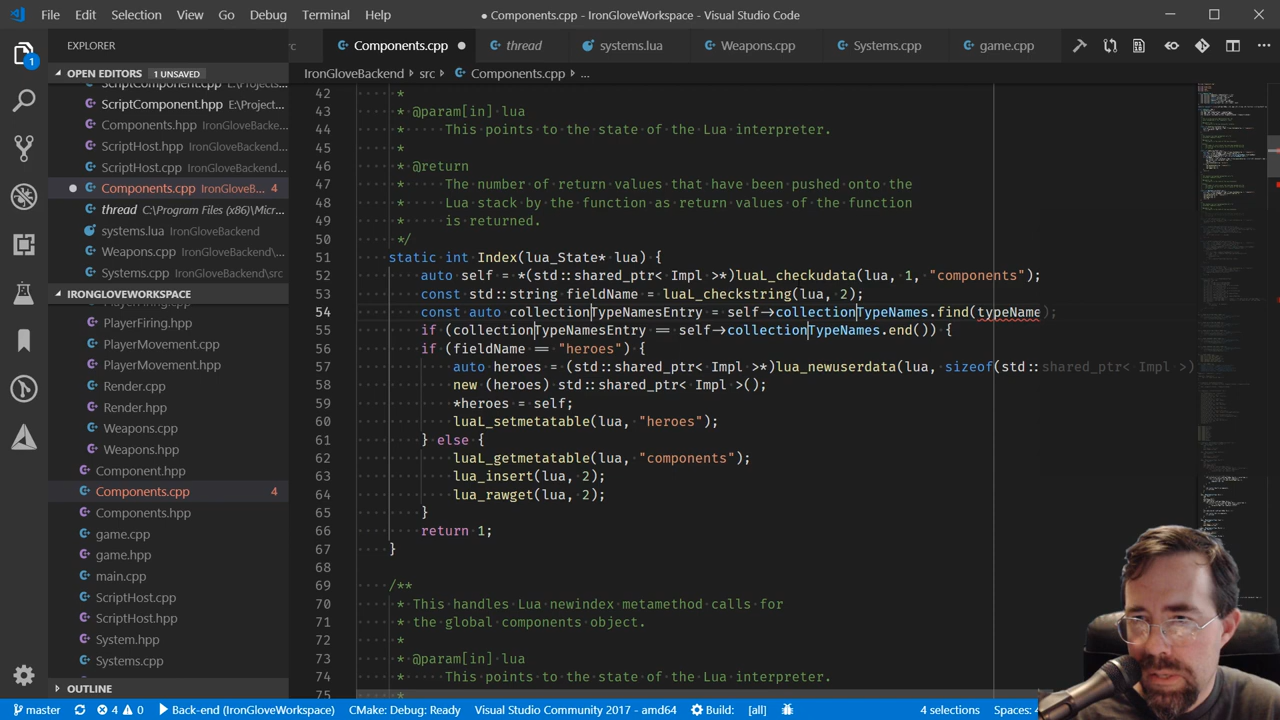 File Edit Selection View Go Debug Terminal Help
● Components.cpp - IronGloveWorkspace - Visual Studio Code
EXPLORER
Components.cpp
thread
systems.lua
Weapons.cpp
Systems.cpp
game.cpp
OPEN EDITORS 1 UNSAVED
IronGloveBackend > src > Components.cpp > ...
ScriptComponent.hpp E:\Projects...
Components.hpp IronGloveBacke...
ScriptHost.hpp IronGloveBackend...
ScriptHost.cpp IronGloveBackend...
Components.cpp IronGloveB... 4
thread C:\Program Files (x86)\Micr...
systems.lua IronGloveBackend
Weapons.cpp IronGloveBackend\...
Systems.cpp IronGloveBackend\src
IRONGLOVEWORKSPACE
PlayerFiring.hpp
PlayerMovement.cpp
PlayerMovement.hpp
Render.cpp
Render.hpp
Weapons.cpp
Weapons.hpp
Component.hpp
Components.cpp 4
Components.hpp
game.cpp
game.hpp
main.cpp
ScriptHost.cpp
ScriptHost.hpp
System.hpp
Systems.cpp
OUTLINE
42 *
43 * @param[in] lua
44 * This points to the state of the Lua interpreter.
45 *
46 * @return
47 * The number of return values that have been pushed onto the
48 * Lua stack by the function as return values of the function
49 * is returned.
50 */
51 static int Index(lua_State* lua) {
52 auto self = *(std::shared_ptr< Impl >*)luaL_checkudata(lua, 1, "components");
53 const std::string fieldName = luaL_checkstring(lua, 2);
54 const auto collectionTypeNamesEntry = self->collectionTypeNames.find(typeName);
55 if (collectionTypeNamesEntry == self->collectionTypeNames.end()) {
56 if (fieldName == "heroes") {
57 auto heroes = (std::shared_ptr< Impl >*)lua_newuserdata(lua, sizeof(std::shared_ptr< Impl >)
58 new (heroes) std::shared_ptr< Impl >();
59 *heroes = self;
60 luaL_setmetatable(lua, "heroes");
61 } else {
62 luaL_getmetatable(lua, "components");
63 lua_insert(lua, 2);
64 lua_rawget(lua, 2);
65 }
66 return 1;
67 }
68
69 /**
70 * This handles Lua newindex metamethod calls for
71 * the global components object.
72 *
73 * @param[in] lua
74 * This points to the state of the Lua interpreter.
75 *
master 4 0 Back-end (IronGloveWorkspace) CMake: Debug: Ready Visual Studio Community 2017 - amd64 Build: [all] 4 selections Spaces: